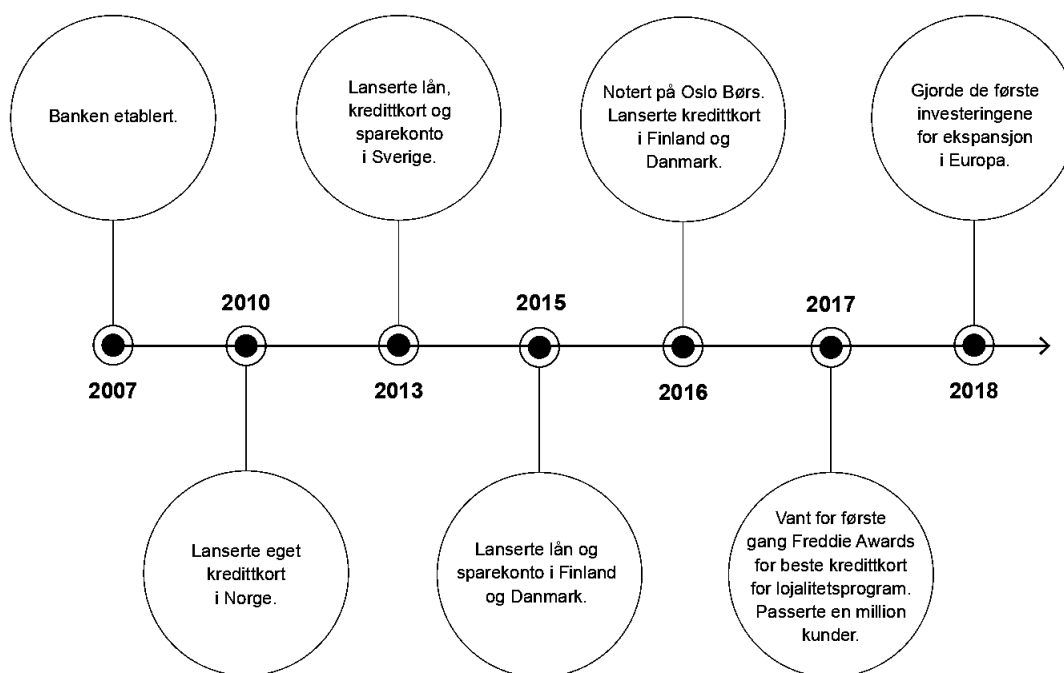 Banken etablert.
2007
2010
Lanserte eget
kredittkort
i Norge.
Lanserte lån,
kredittkort og
sparekonto
i Sverige.
2013
2015
Lanserte lån og
sparekonto i Finland
og Danmark.
Notert på Oslo Børs.
Lanserte kredittkort
i Finland og
Danmark.
2016
2017
Vant for første
gang Freddie Awards
for beste kredittkort
for lojalitetsprogram.
Passerte en million
kunder.
Gjorde de første
investeringene
for ekspansjon
i Europa.
2018